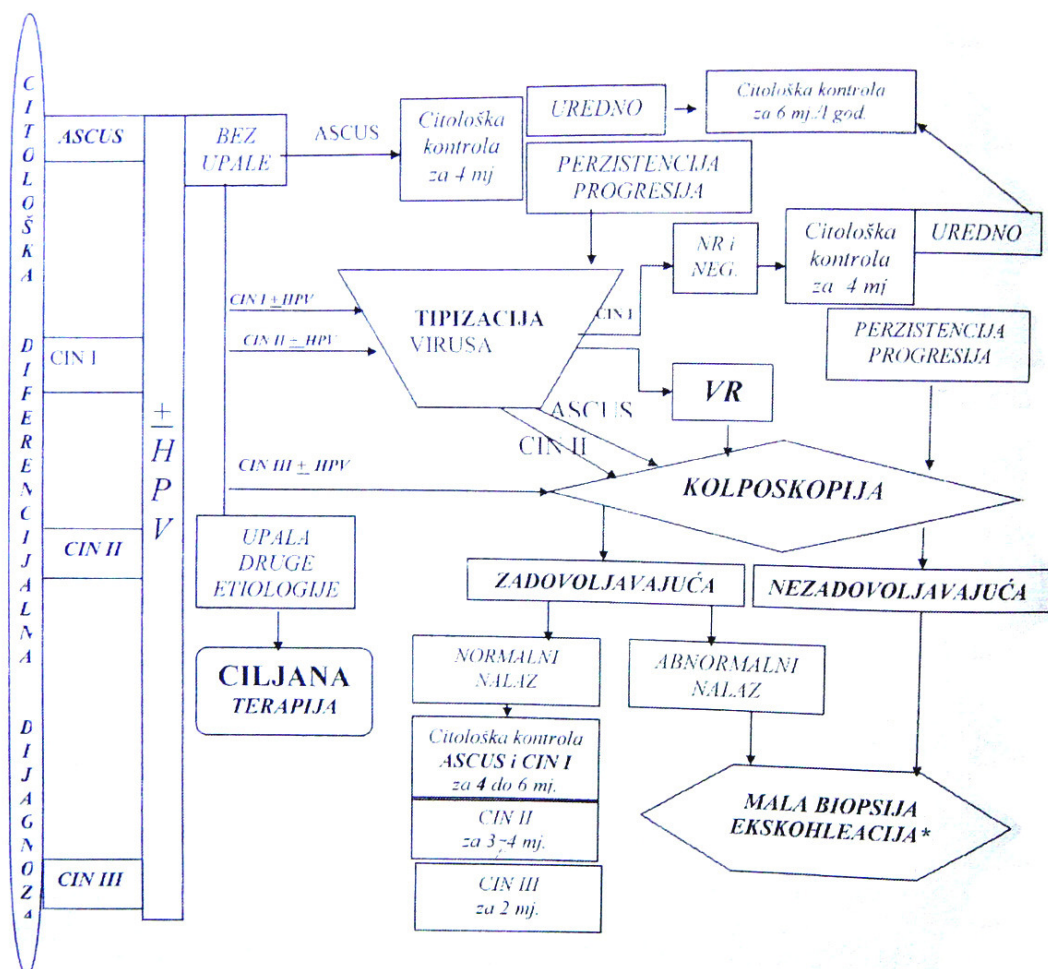 CITOLOŠKA DIFERENCIJALNA DIJAGNOZA
ASCUS
CIN I
CIN II
CIN III
± HPV
BEZ
UPALE
ASCUS
Citološka
kontrola
za 4 mj
UREDNO
Citološka kontrola
za 6 mj./1 god.
PERZISTENCIJA
PROGRESIJA
CIN I ± HPV
CIN II ± HPV
TIPIZACIJA
VIRUSA
CIN I
NR i
NEG.
Citološka
kontrola
za 4 mj
UREDNO
VR
PERZISTENCIJA
PROGRESIJA
ASCUS
CIN II
CIN III ± HPV
KOLPOSKOPIJA
UPALA
DRUGE
ETIOLOGIJE
CILJANA
TERAPIJA
ZADOVOLJAVAJUĆA
NEZADOVOLJAVAJUĆA
NORMALNI
NALAZ
ABNORMALNI
NALAZ
Citološka kontrola
ASCUS i CIN I
za 4 do 6 mj.
CIN II
za 3-4 mj.
CIN III
za 2 mj.
MALA BIOPSIJA
EKSKOHLEACIJA*